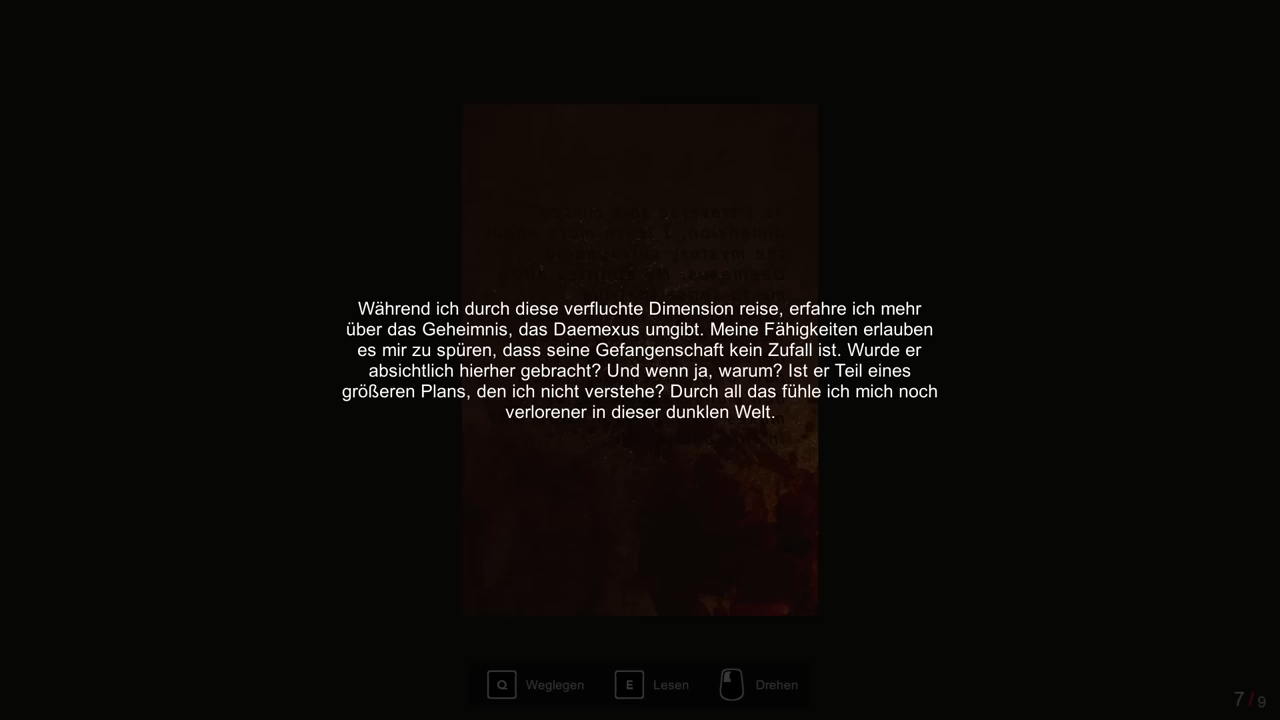 Während ich durch diese verfluchte Dimension reise, erfahre ich mehr
über das Geheimnis, das Daemexus umgibt. Meine Fähigkeiten erlauben
es mir zu spüren, dass seine Gefangenschaft kein Zufall ist. Wurde er
absichtlich hierher gebracht? Und wenn ja, warum? Ist er Teil eines
größeren Plans, den ich nicht verstehe? Durch all das fühle ich mich noch
verlorener in dieser dunklen Welt.
Q Weglegen E Lesen Drehen
7/9